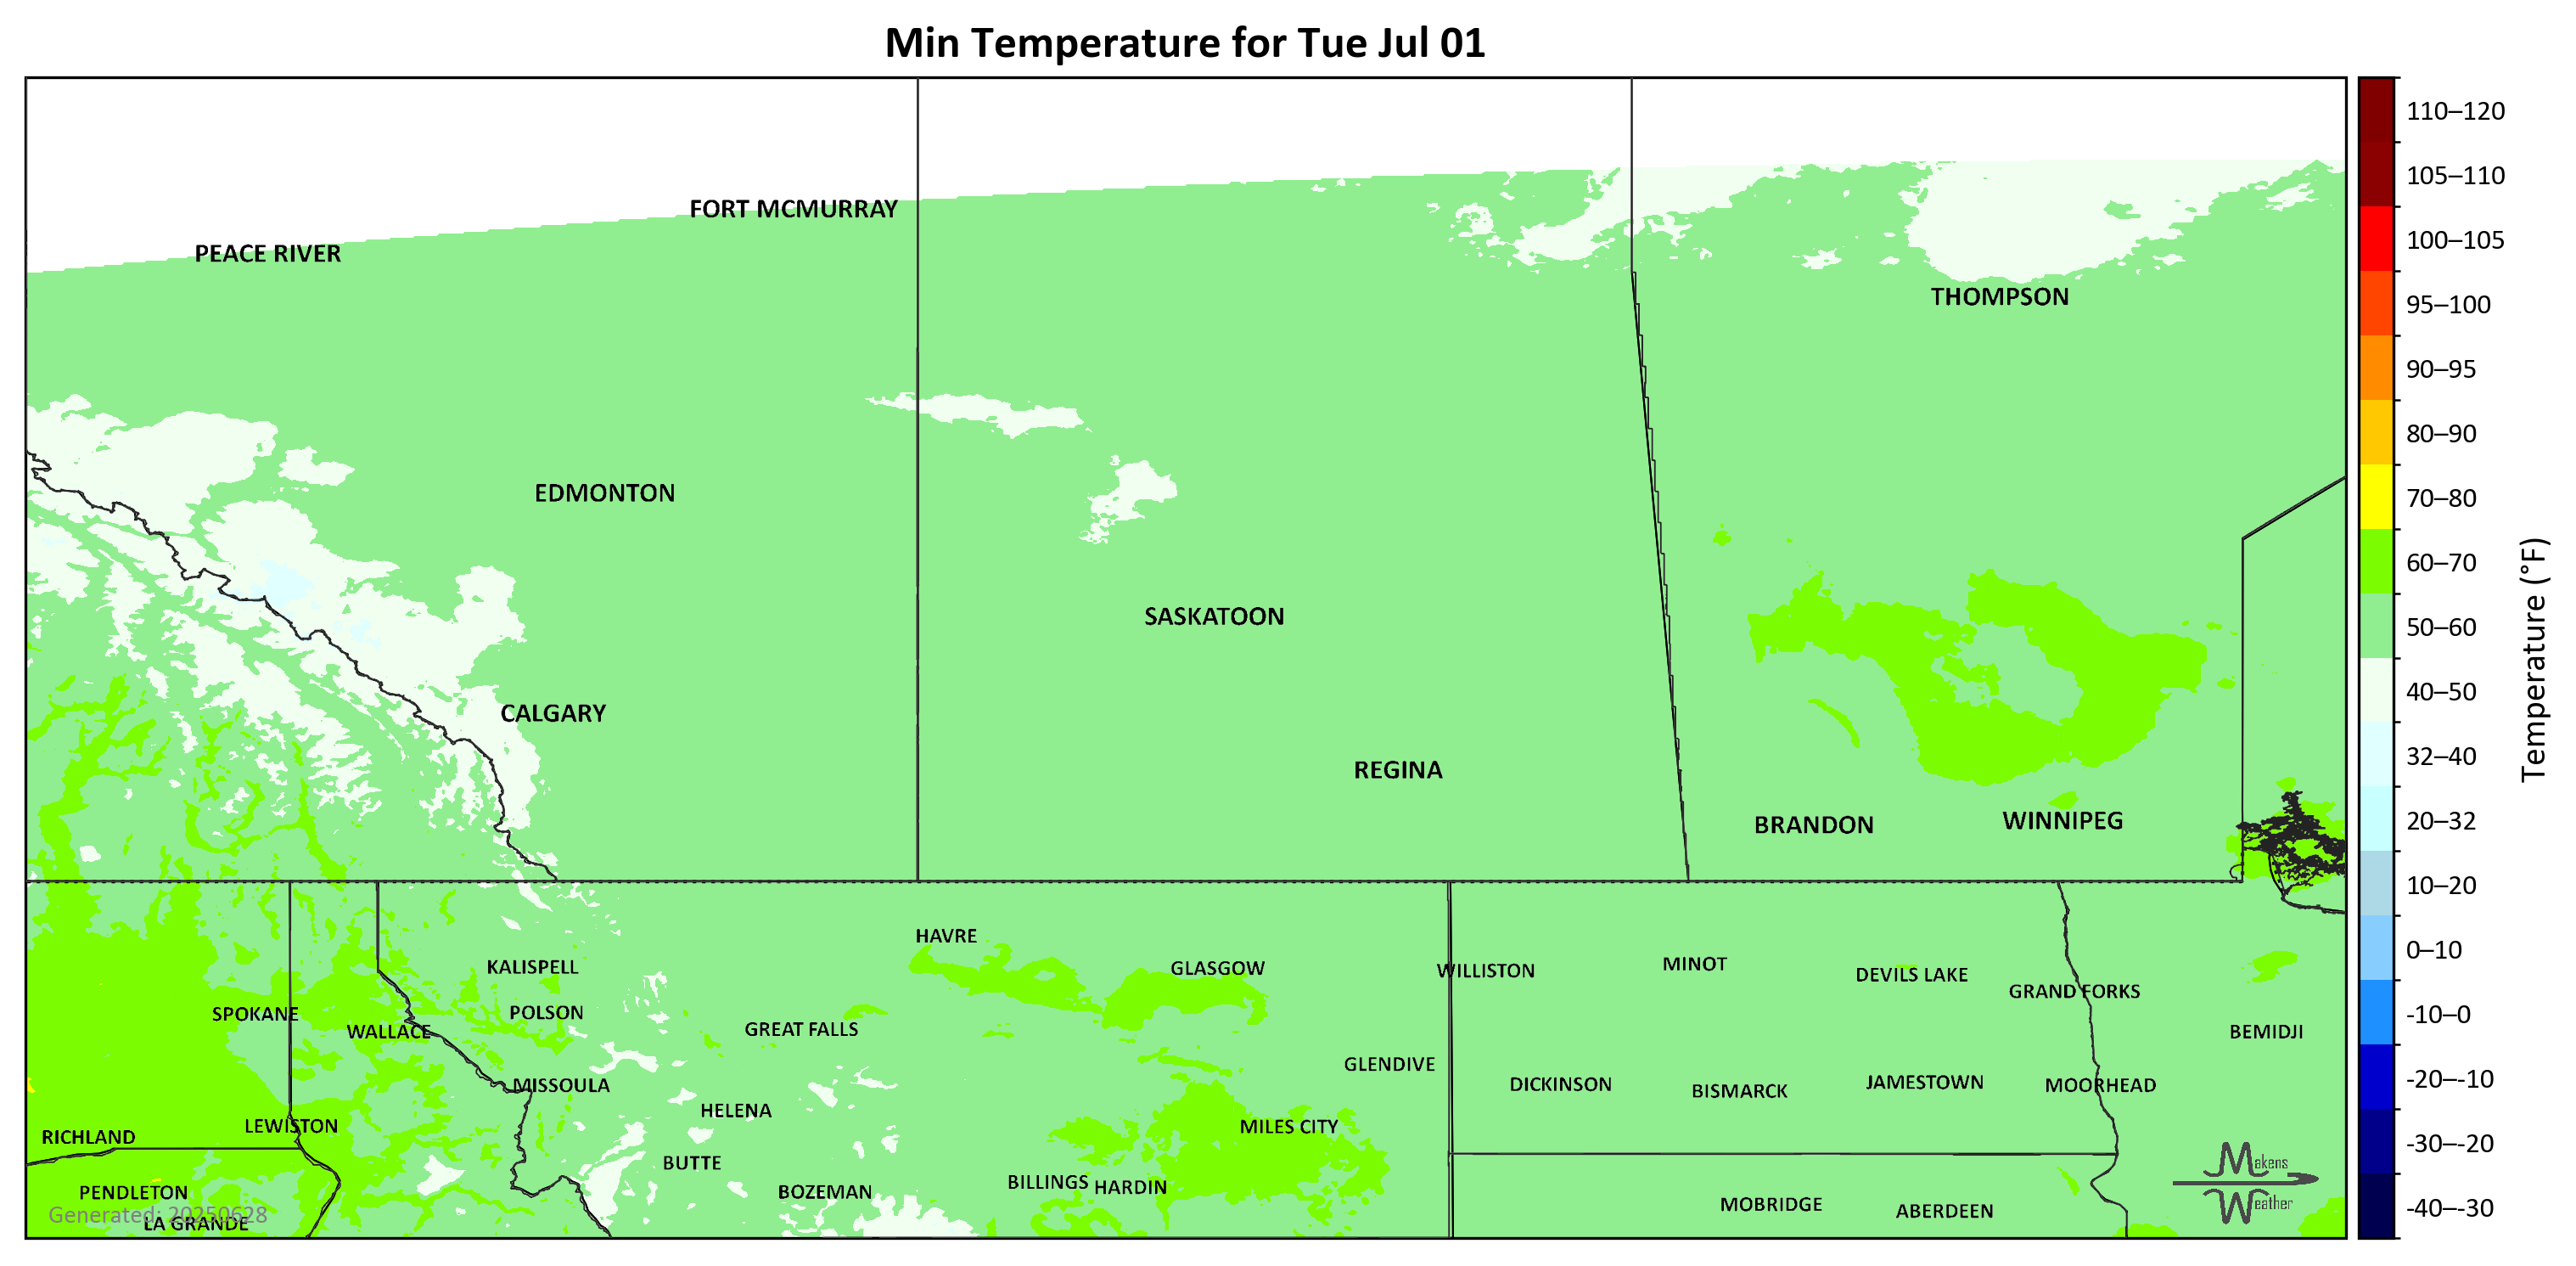 Min Temperature for Tue Jul 01
110–120
105–110
FORT MCMURRAY
100–105
PEACE RIVER
THOMPSON
95–100
90–95
80–90
EDMONTON
70–80
60–70
SASKATOON
50–60
40–50
CALGARY
Temperature (°F)
REGINA
32–40
BRANDON
WINNIPEG
20–32
10–20
HAVRE
0–10
KALISPELL
GLASGOW
WILLISTON
MINOT
DEVILS LAKE
GRAND FORKS
SPOKANE
POLSON
-10–0
WALLACE
GREAT FALLS
BEMIDJI
GLENDIVE
-20–-10
MISSOULA
DICKINSON
BISMARCK
JAMESTOWN
MOORHEAD
HELENA
LEWISTON
MILES CITY
RICHLAND
-30–-20
BUTTE
Makens
Weather
PENDLETON
BOZEMAN
BILLINGS
HARDIN
MOBRIDGE
ABERDEEN
-40–-30
Generated: 20250628
LA GRANDE